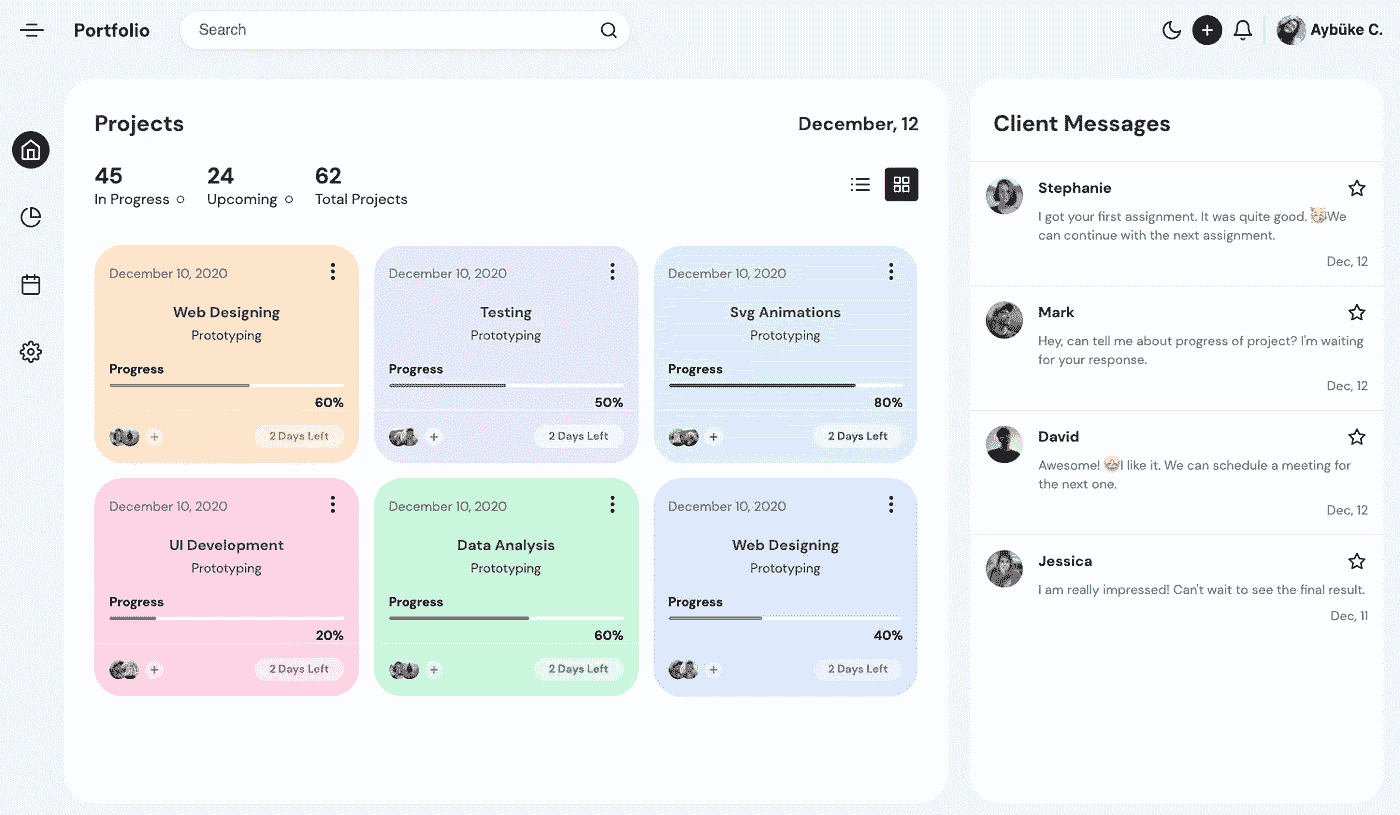 Portfolio
Search
Aybüke C.
Projects
December, 12
45
In Progress
24
Upcoming
62
Total Projects
December 10, 2020
Web Designing
Prototyping
Progress
60%
2 Days Left
December 10, 2020
Testing
Prototyping
Progress
50%
2 Days Left
December 10, 2020
Svg Animations
Prototyping
Progress
80%
2 Days Left
December 10, 2020
UI Development
Prototyping
Progress
20%
2 Days Left
December 10, 2020
Data Analysis
Prototyping
Progress
60%
2 Days Left
December 10, 2020
Web Designing
Prototyping
Progress
40%
2 Days Left
Client Messages
Stephanie
I got your first assignment. It was quite good. 🥳We
can continue with the next assignment.
Dec, 12
Mark
Hey, can tell me about progress of project? I'm waiting
for your response.
Dec, 12
David
Awesome! 🤩I like it. We can schedule a meeting for
the next one.
Dec, 12
Jessica
I am really impressed! Can't wait to see the final result.
Dec, 11